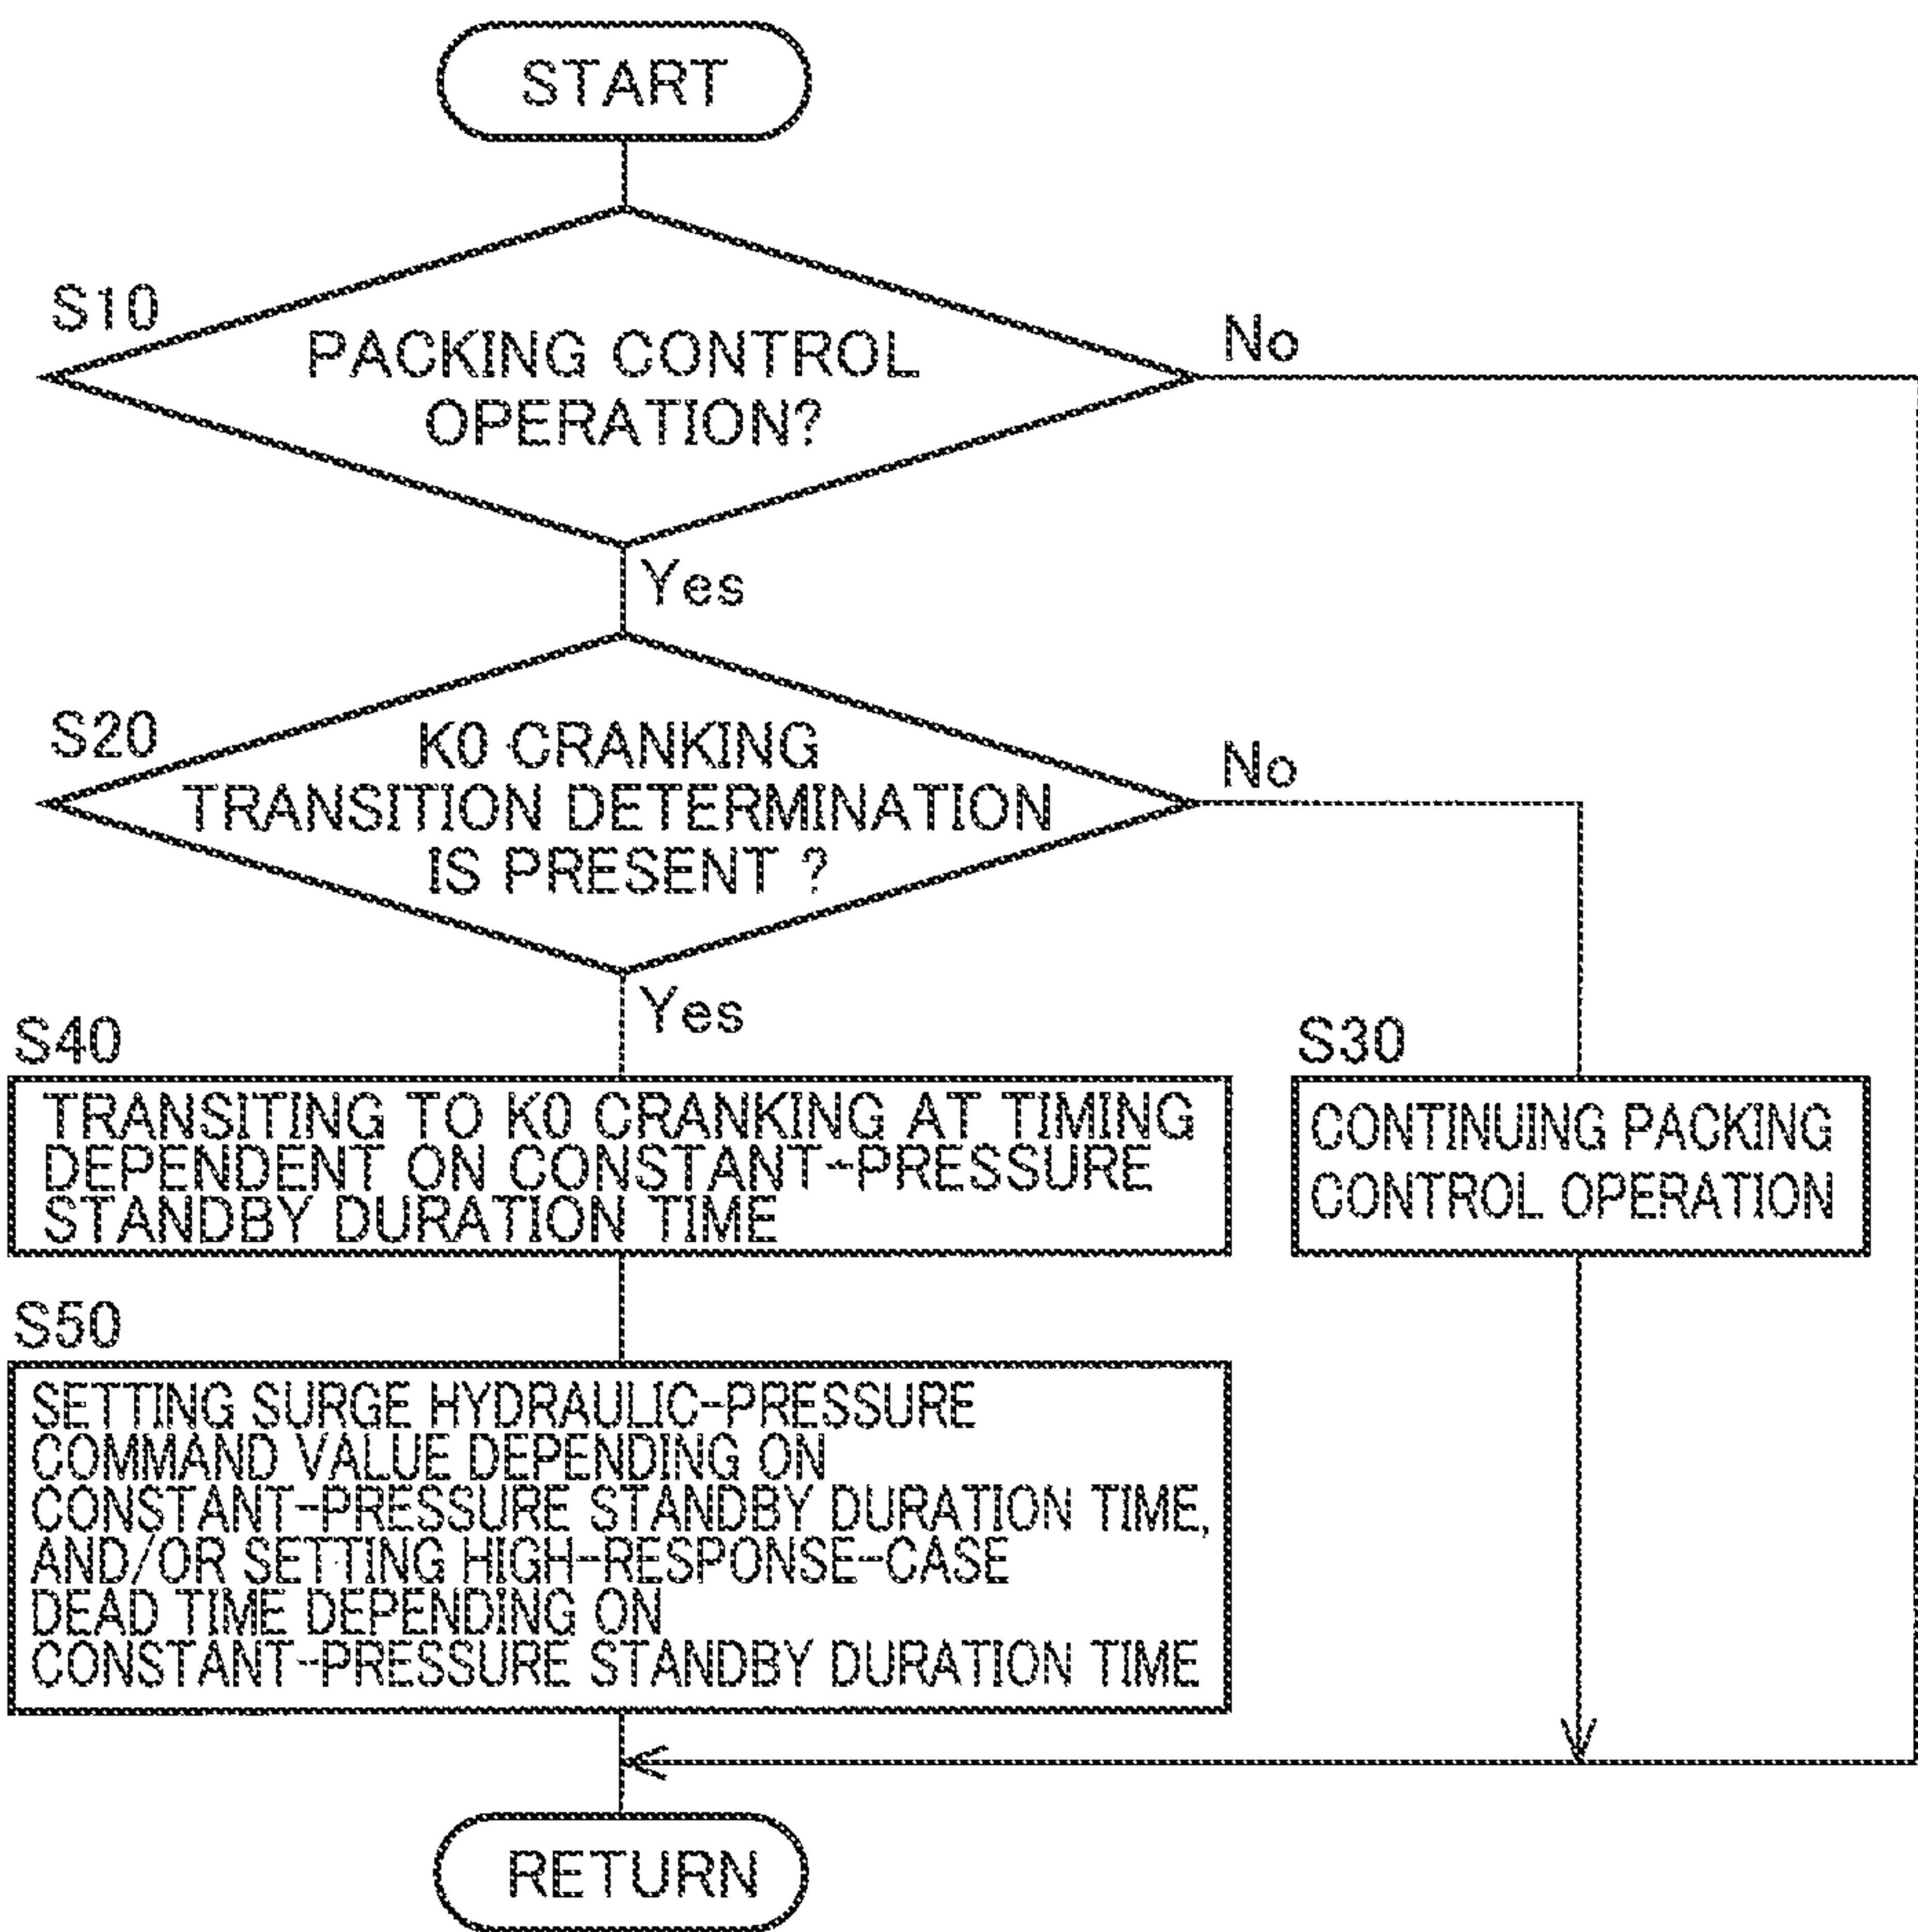 START
S10
PACKING CONTROL
OPERATION?
No
Yes
S20
K0 CRANKING
TRANSITION DETERMINATION
IS PRESENT ?
No
Yes
S40
TRANSITING TO K0 CRANKING AT TIMING
DEPENDENT ON CONSTANT-PRESSURE
STANDBY DURATION TIME
S30
CONTINUING PACKING
CONTROL OPERATION
S50
SETTING SURGE HYDRAULIC-PRESSURE
COMMAND VALUE DEPENDING ON
CONSTANT-PRESSURE STANDBY DURATION TIME,
AND/OR SETTING HIGH-RESPONSE-CASE
DEAD TIME DEPENDING ON
CONSTANT-PRESSURE STANDBY DURATION TIME
RETURN